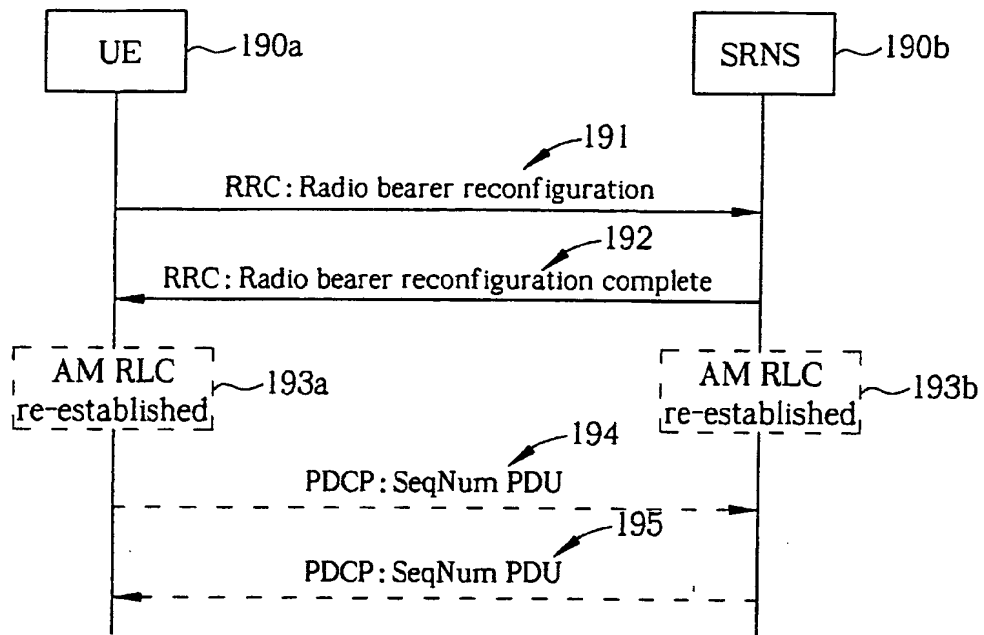 UE
190a
SRNS
190b
191
RRC: Radio bearer reconfiguration
192
RRC: Radio bearer reconfiguration complete
AM RLC
re-established
193a
AM RLC
re-established
193b
194
PDCP: SeqNum PDU
195
PDCP: SeqNum PDU